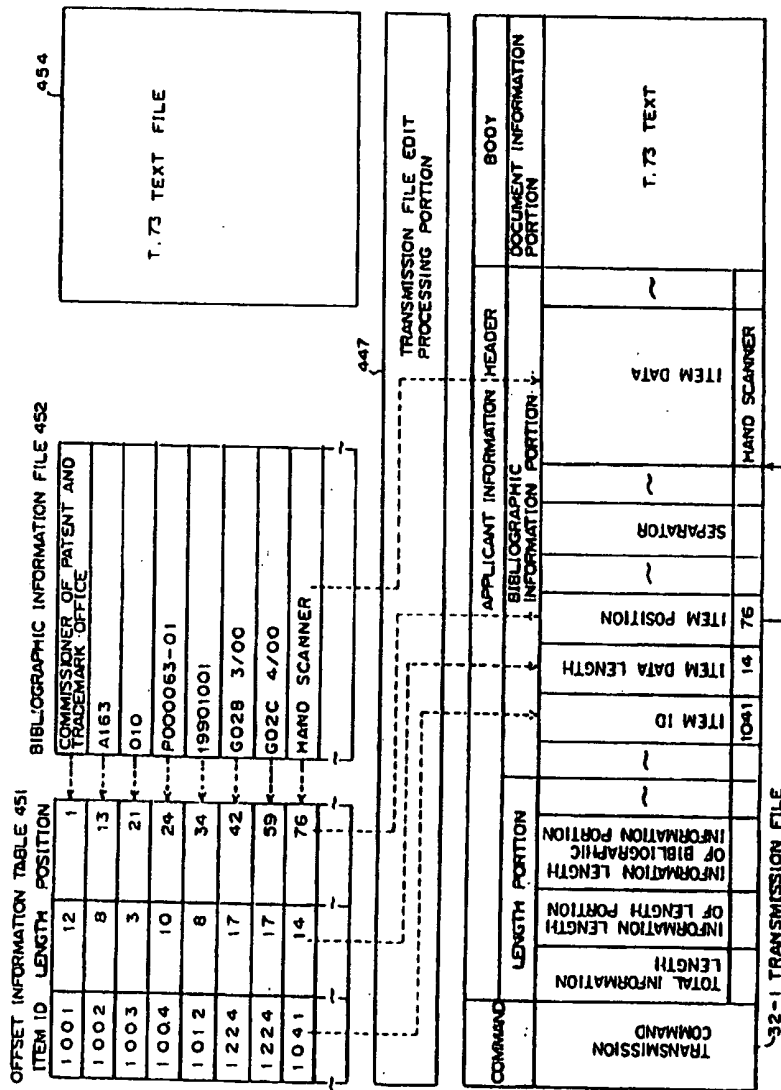 OFFSET INFORMATION TABLE 451
ITEM ID LENGTH POSITION
1001 12 1
1002 8 13
1003 3 21
1004 10 24
1012 8 34
1224 17 42
1224 17 59
1041 14 76
BIBLIOGRAPHIC INFORMATION FILE 452
COMMISSIONER OF PATENT AND
TRADEMARK OFFICE
A163
010
P000063-01
19901001
G02B 3/00
G02C 4/00
HAND SCANNER
454
T.73 TEXT FILE
447
TRANSMISSION FILE EDIT
PROCESSING PORTION
COMMAND
APPLICANT INFORMATION HEADER
BODY
LENGTH PORTION
BIBLIOGRAPHIC
INFORMATION PORTION
DOCUMENT INFORMATION
PORTION
TRANSMISSION
COMMAND
TOTAL INFORMATION
LENGTH
INFORMATION LENGTH
OF LENGTH PORTION
INFORMATION LENGTH
OF BIBLIOGRAPHIC
INFORMATION PORTION
~
~
ITEM ID
ITEM DATA LENGTH
ITEM POSITION
~
SEPARATOR
~
ITEM DATA
~
T.73 TEXT
1041 14 76 HAND SCANNER
32-1 TRANSMISSION FILE